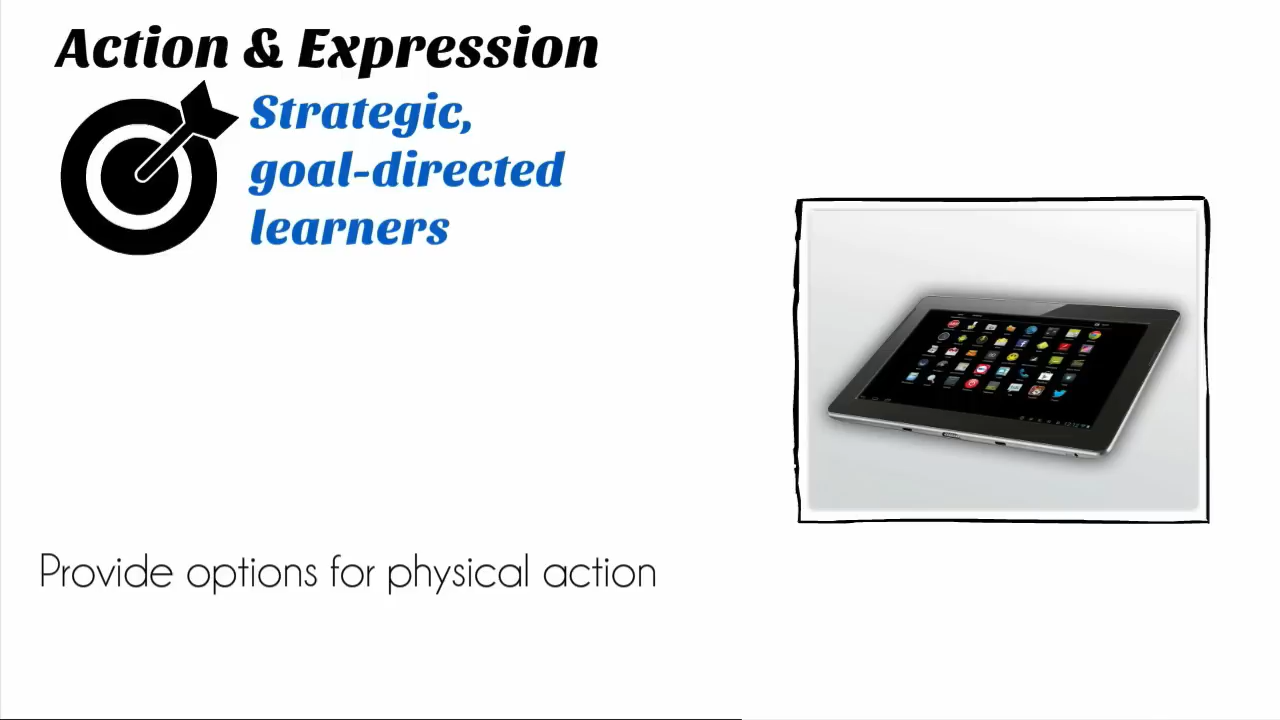 Action & Expression
Strategic,
goal-directed
learners
Provide options for physical action